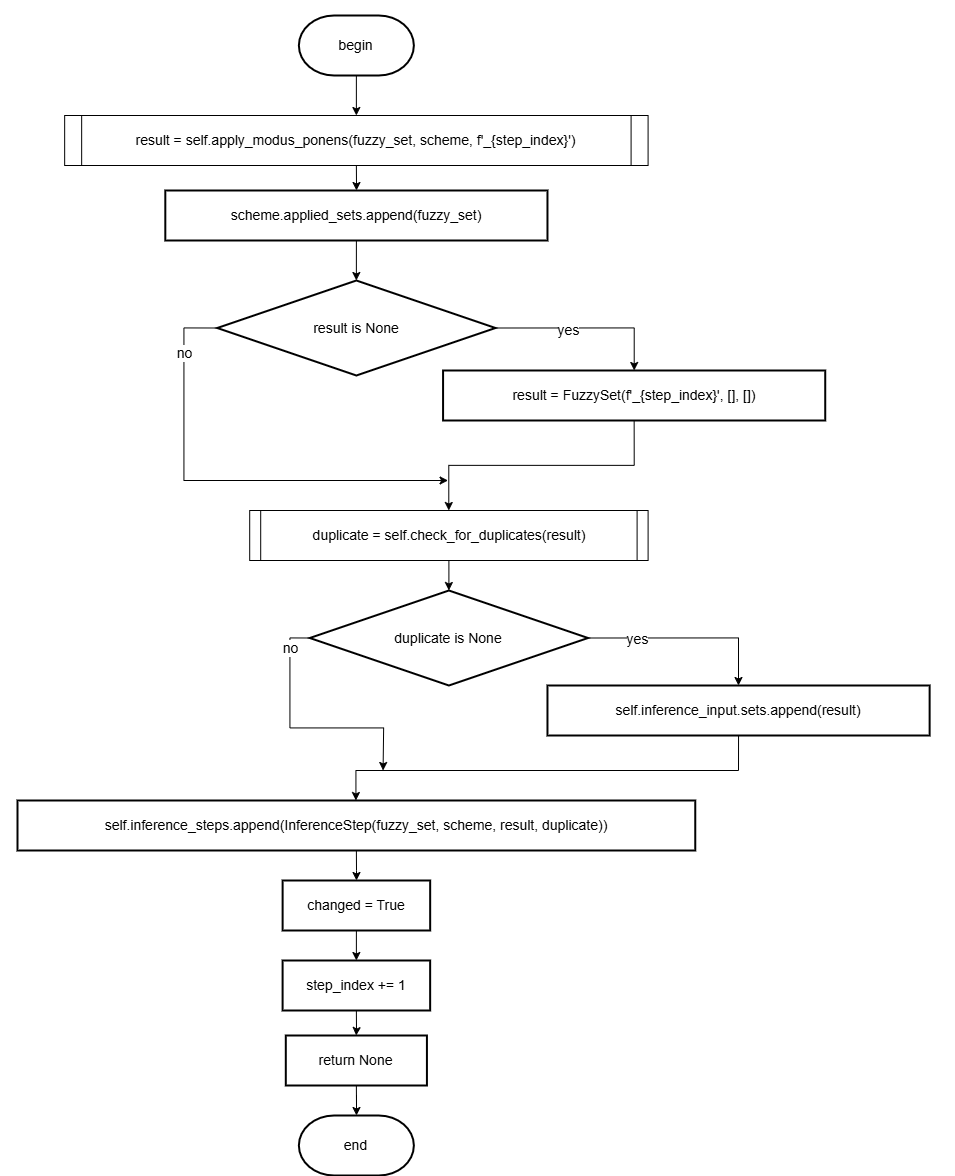 begin
result = self.apply_modus_ponens(fuzzy_set, scheme, f'_{step_index}')
scheme.applied_sets.append(fuzzy_set)
result is None
yes
no
result = FuzzySet(f'_{step_index}', [], [])
duplicate = self.check_for_duplicates(result)
duplicate is None
yes
no
self.inference_input.sets.append(result)
self.inference_steps.append(InferenceStep(fuzzy_set, scheme, result, duplicate))
changed = True
step_index += 1
return None
end